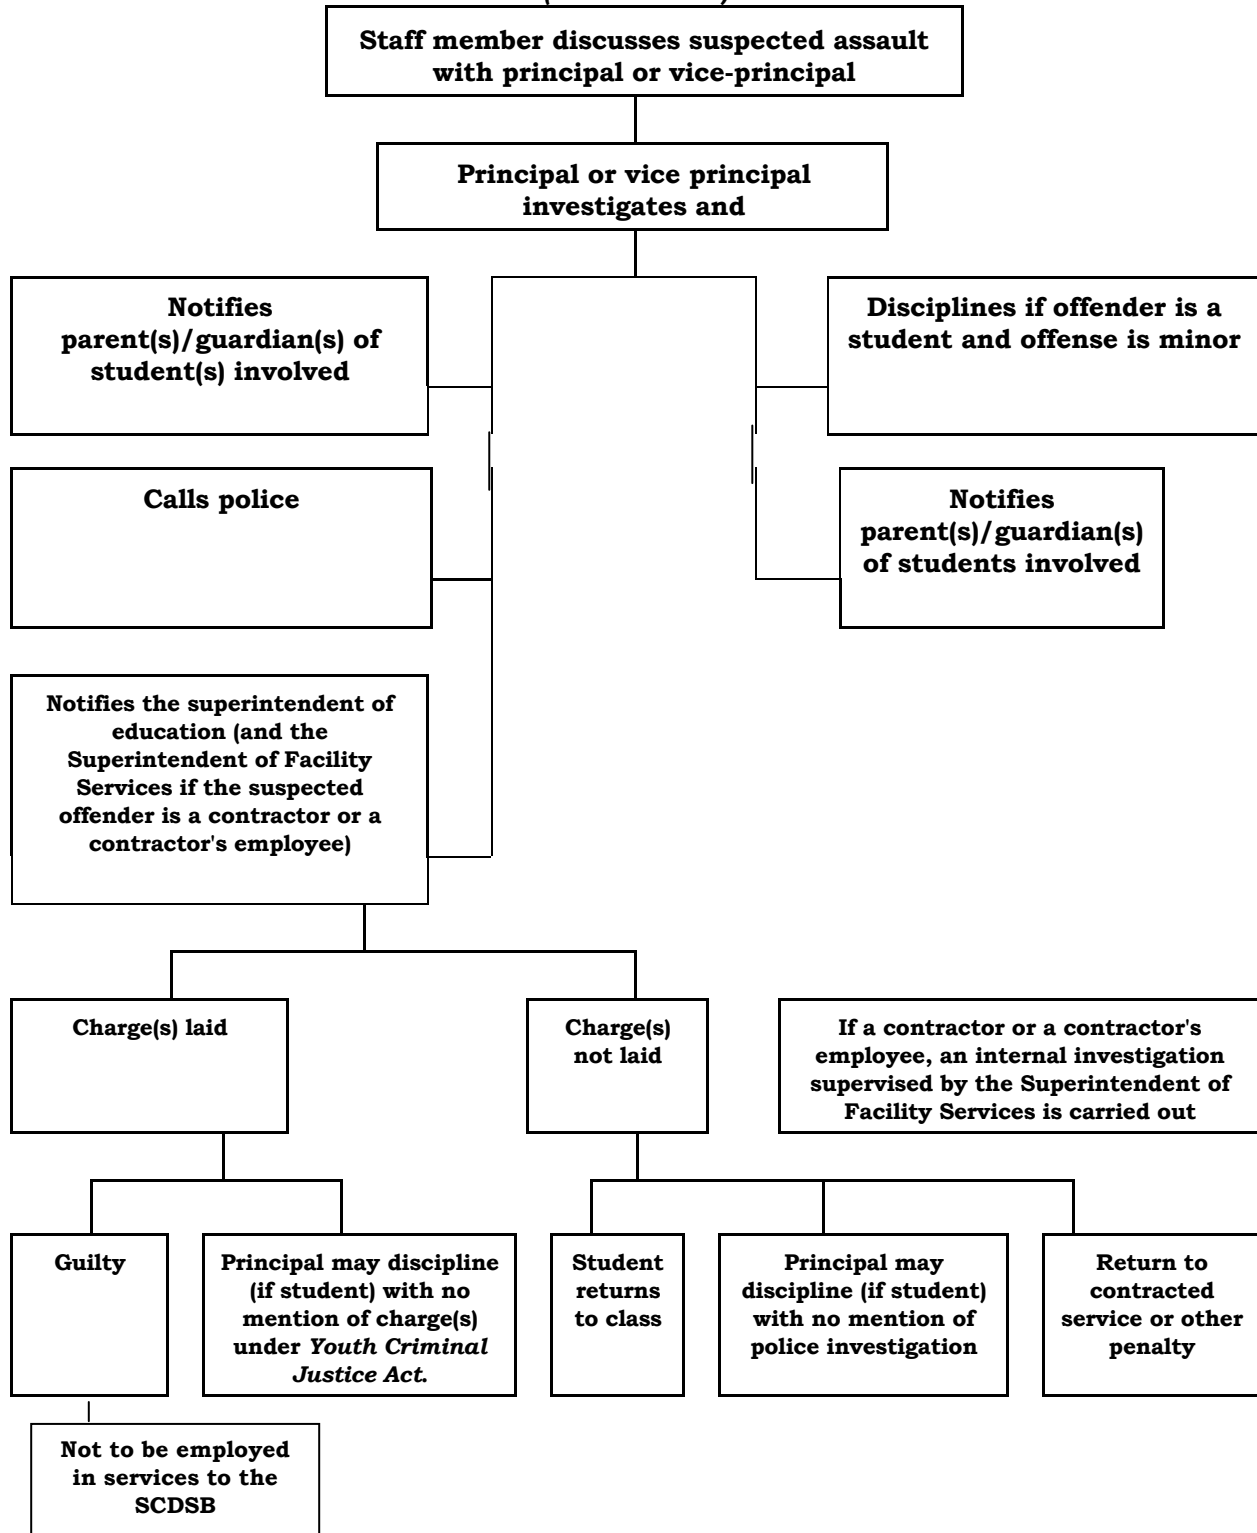 Staff member discusses suspected assault
with principal or vice-principal
Principal or vice principal
investigates and
Notifies
parent(s)/guardian(s) of
student(s) involved
Disciplines if offender is a
student and offense is minor
Calls police
Notifies
parent(s)/guardian(s)
of students involved
Notifies the superintendent of
education (and the
Superintendent of Facility
Services if the suspected
offender is a contractor or a
contractor's employee)
Charge(s) laid
Charge(s)
not laid
If a contractor or a contractor's
employee, an internal investigation
supervised by the Superintendent of
Facility Services is carried out
Guilty
Principal may discipline
(if student) with no
mention of charge(s)
under Youth Criminal
Justice Act.
Student
returns
to class
Principal may
discipline (if student)
with no mention of
police investigation
Return to
contracted
service or other
penalty
Not to be employed
in services to the
SCDSB